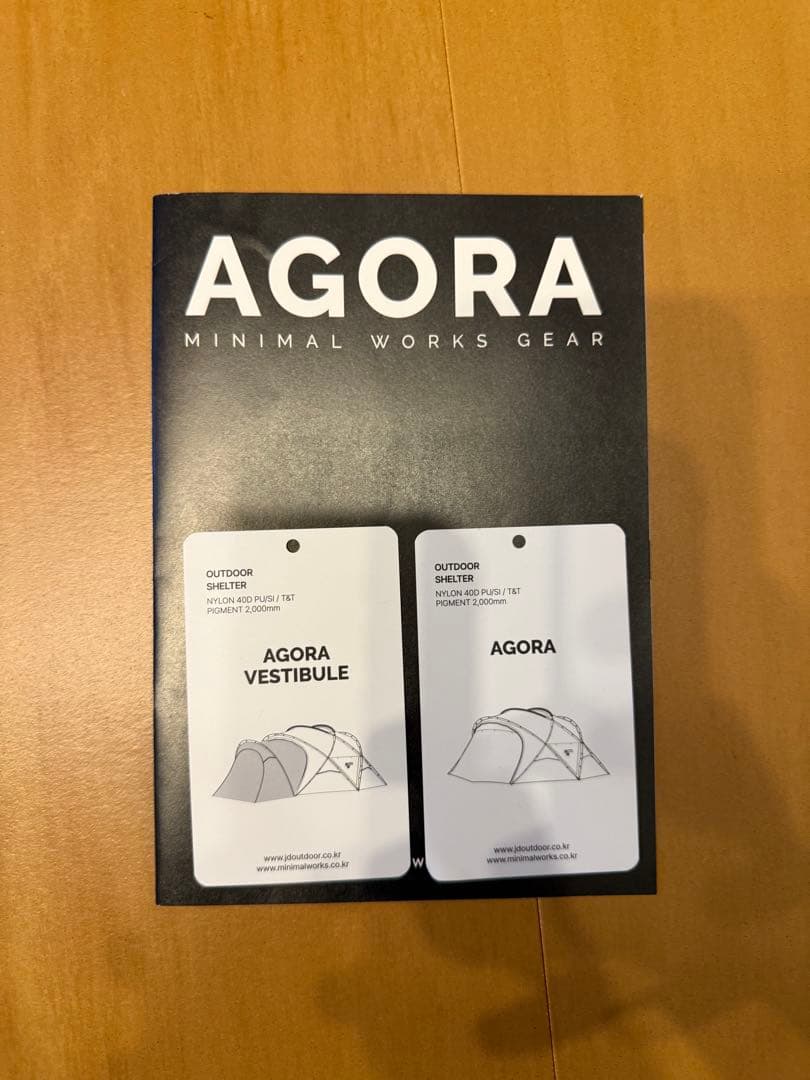 AGORA
MINIMAL WORKS GEAR
OUTDOOR
SHELTER
NYLON 40D PU/SI / T&T
PIGMENT 2,000mm
AGORA
VESTIBULE
www.jdoutdoor.co.kr
www.minimalworks.co.kr
OUTDOOR
SHELTER
NYLON 40D PU/SI / T&T
PIGMENT 2,000mm
AGORA
www.jdoutdoor.co.kr
www.minimalworks.co.kr
W